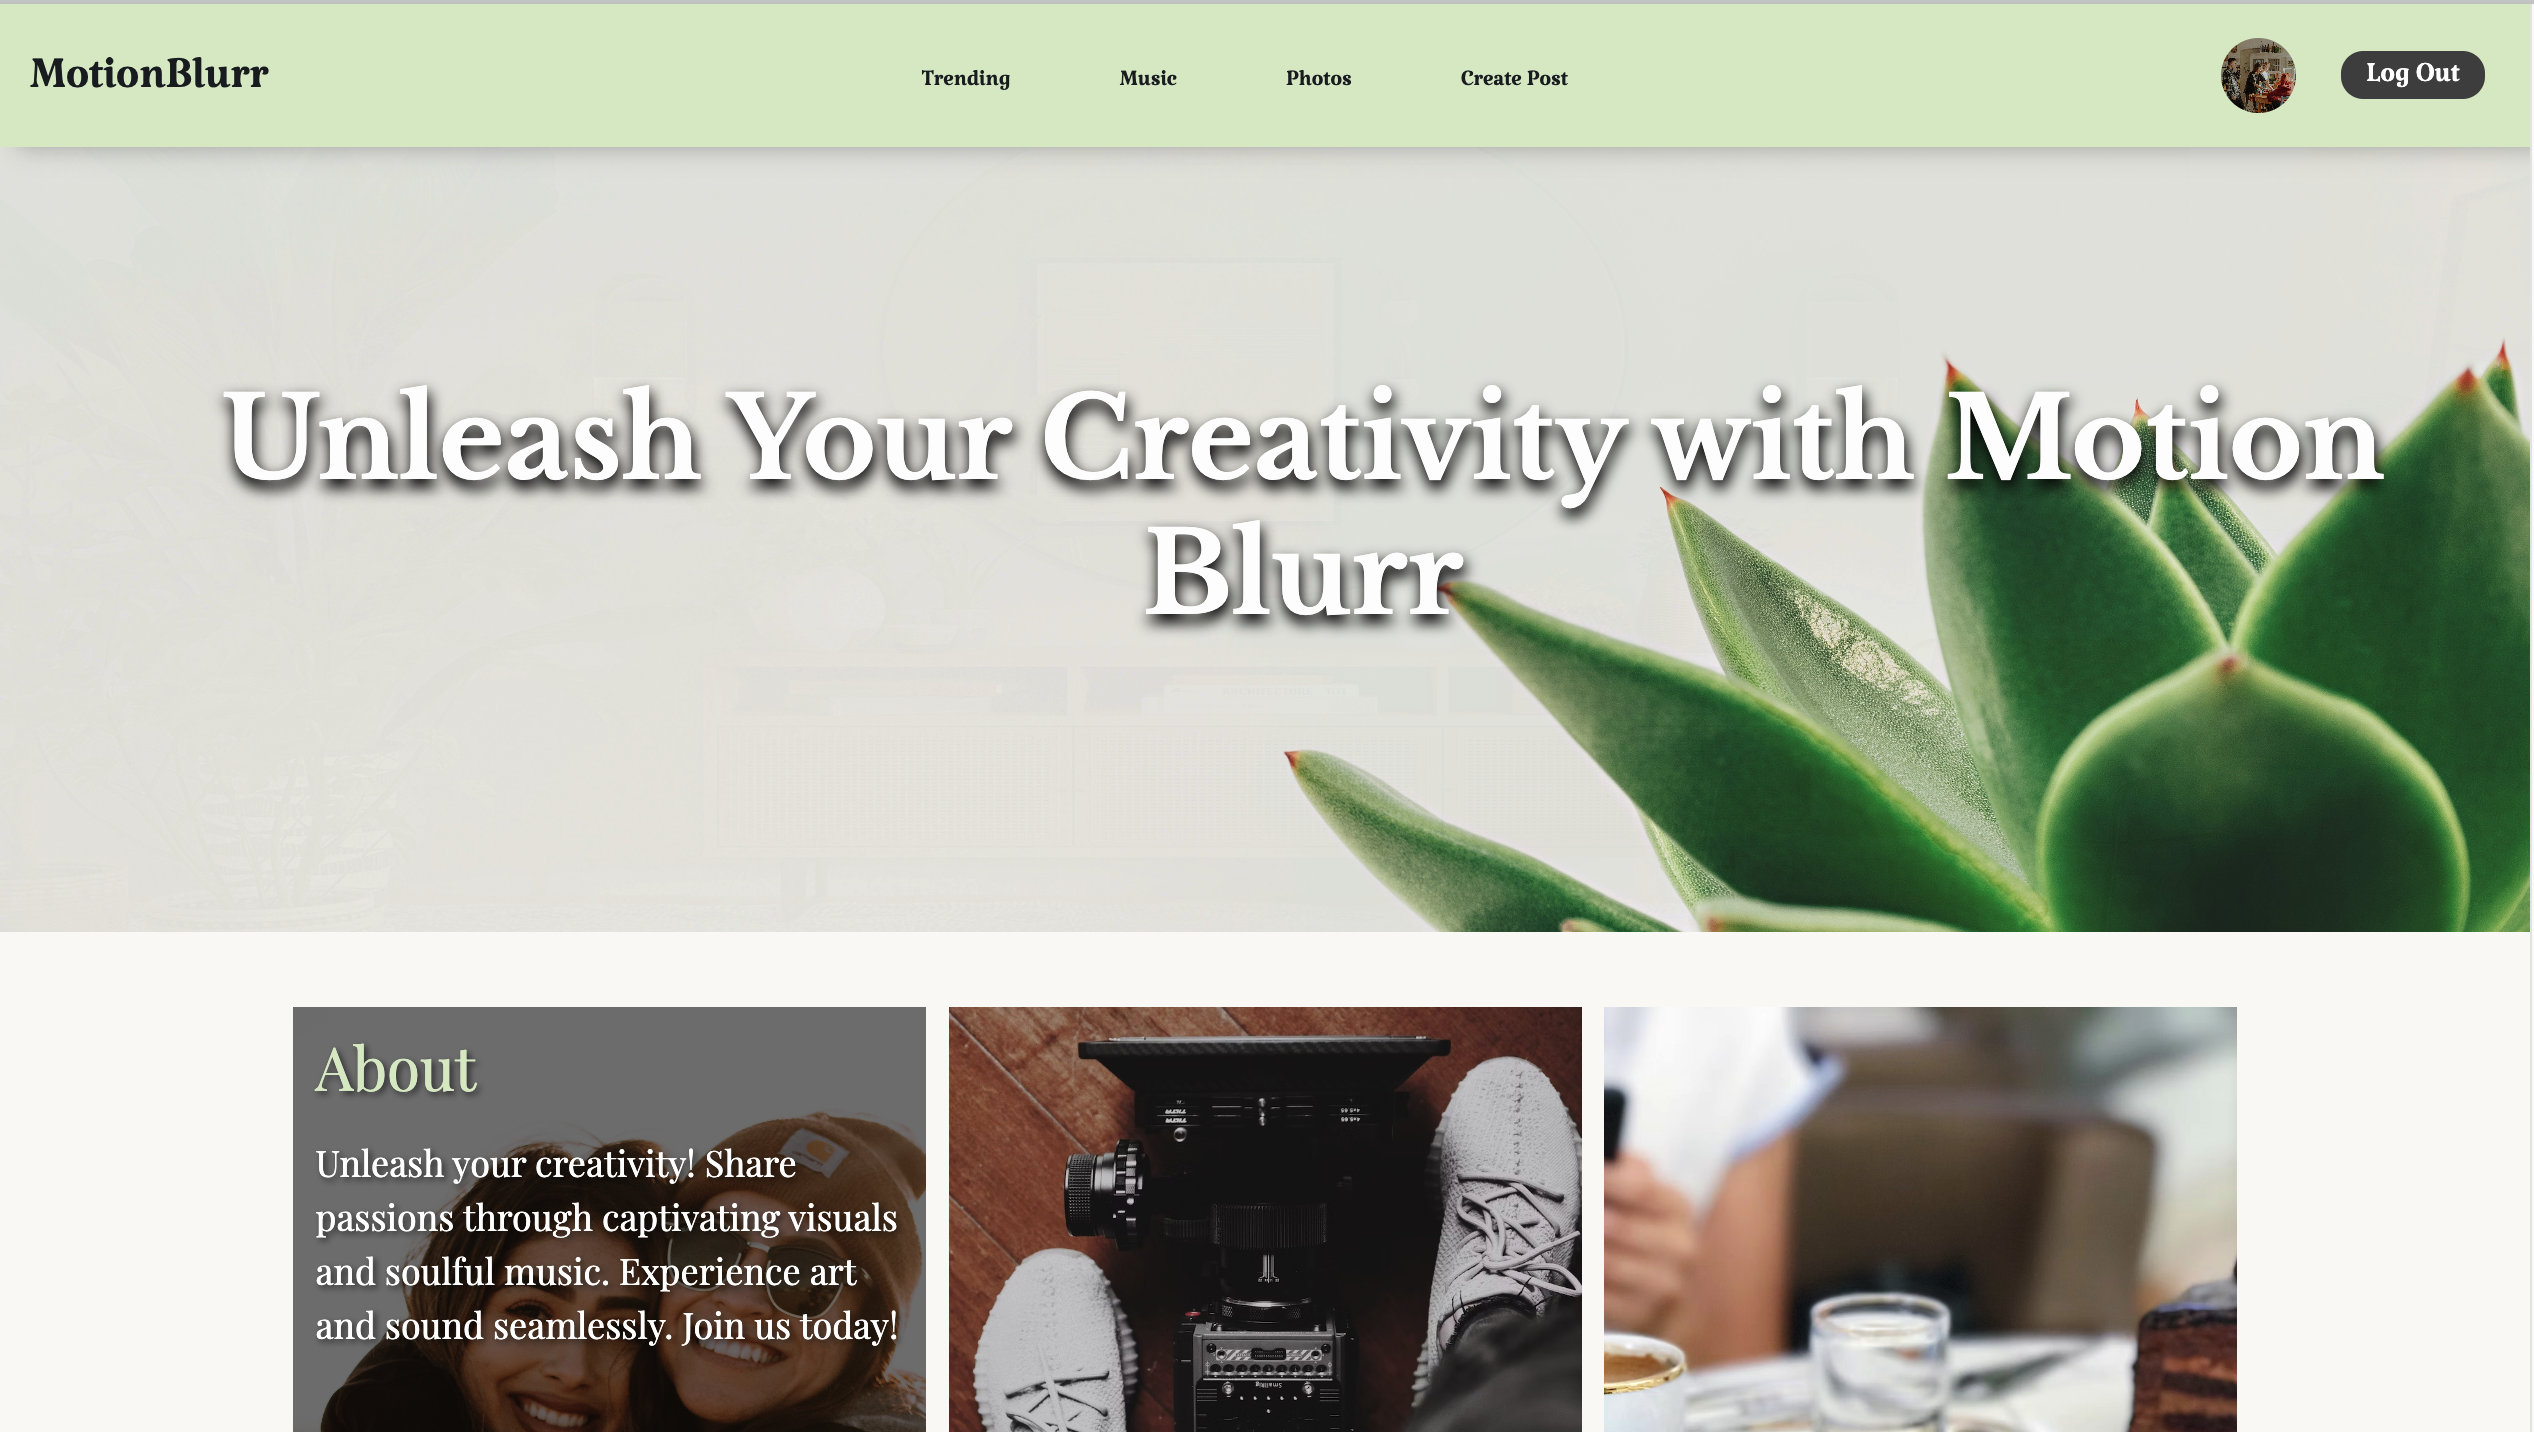 MotionBlurr
Trending
Music
Photos
Create Post
Log Out
Unleash Your Creativity with Motion
Blurr
About
Unleash your creativity! Share
passions through captivating visuals
and soulful music. Experience art
and sound seamlessly. Join us today!